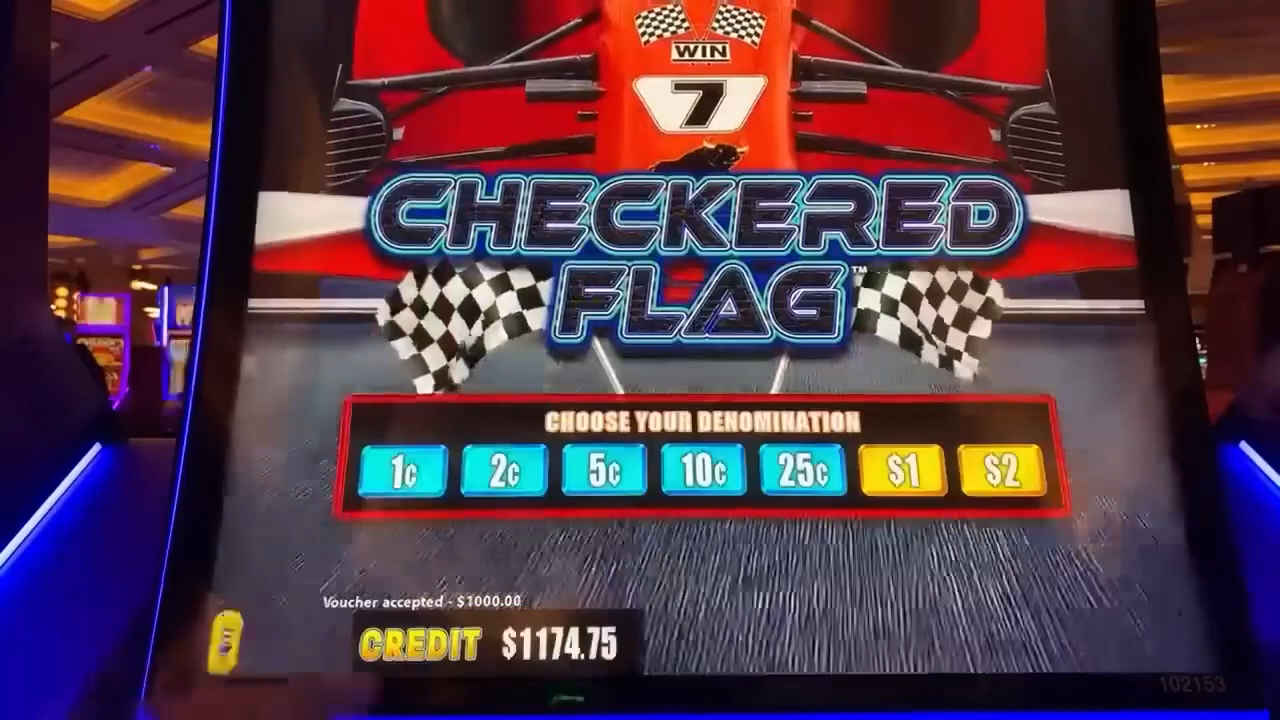 WIN
7
CHECKERED
FLAG™
CHOOSE YOUR DENOMINATION
1¢ 2¢ 5¢ 10¢ 25¢ $1 $2
Voucher accepted - $1000.00
CREDIT $1174.75
102153